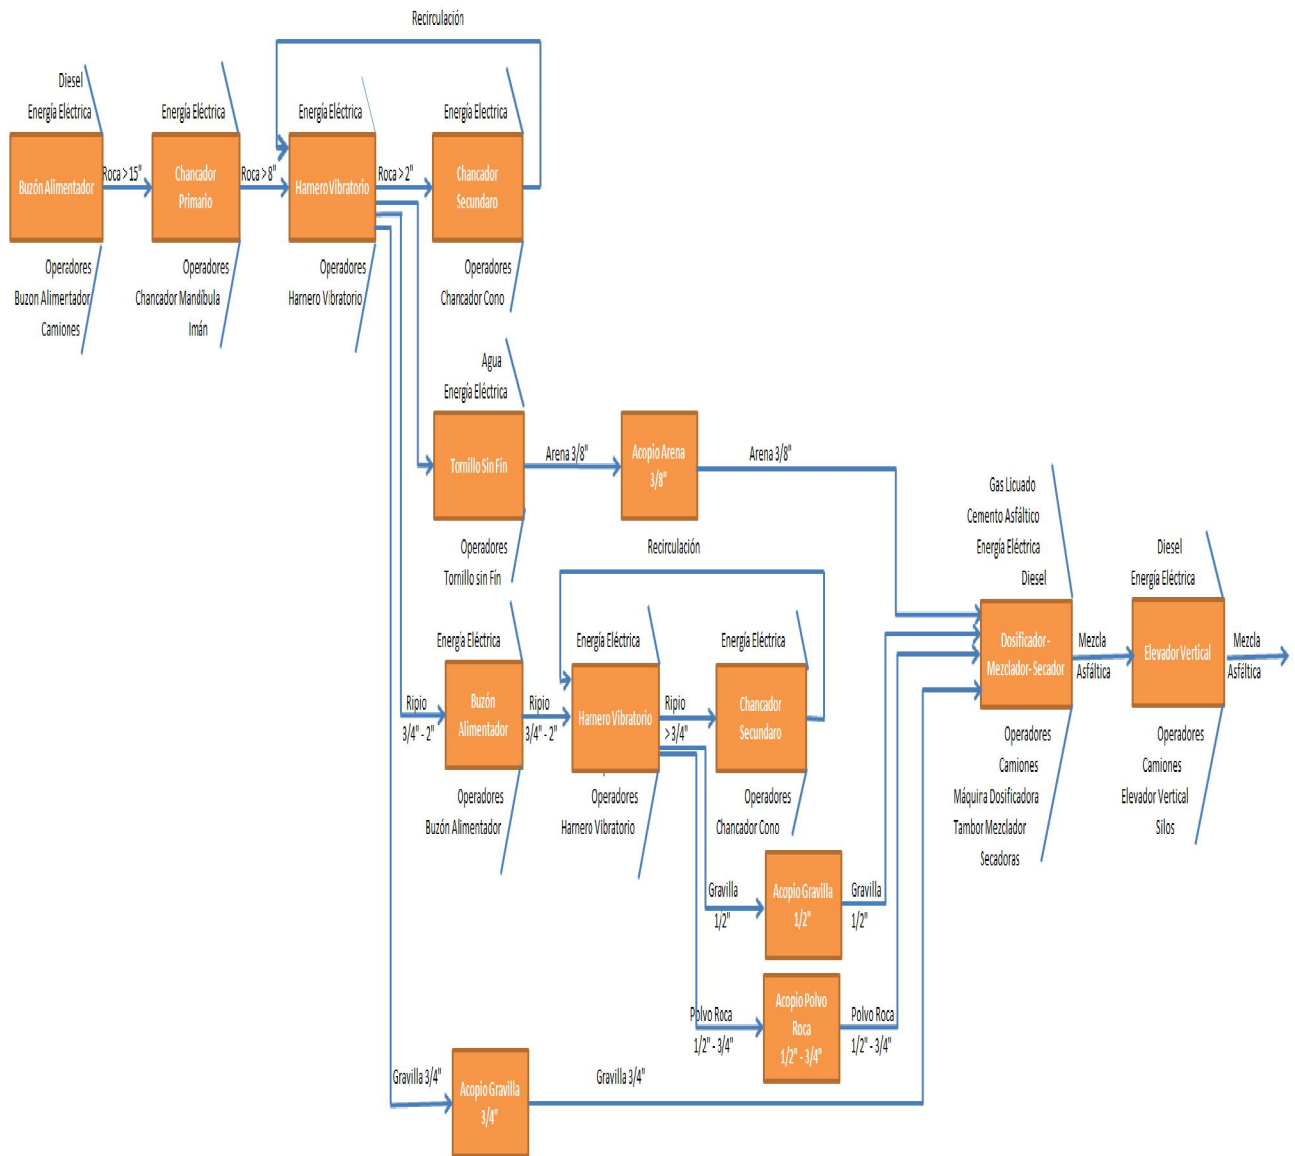 Recirculación
Diesel
Energía Eléctrica
Energía Eléctrica
Energía Eléctrica
Energía Electrica
Buzón Alimentador
Roca > 15"
Chancador
Primario
Roca > 8"
Harnero Vibratorio
Roca > 2"
Chancador
Secundaro
Operadores
Buzon Alimertador
Camiones
Operadores
Chancador Mandíbula
Imán
Operadores
Harnero Vibratorio
Operadores
Chancador Cono
Agua
Energía Eléctrica
Tornillo Sin Fín
Arena 3/8"
Acopio Arena
3/8"
Arena 3/8"
Operadores
Tornillo sin Fín
Recirculación
Gas Licuado
Cemento Asfáltico
Energía Eléctrica
Diesel
Diesel
Energía Eléctrica
Energía Eléctrica
Energía Eléctrica
Energía Eléctrica
Ripio
3/4" - 2"
Buzón
Alimentador
Ripio
3/4" - 2"
Harnero Vibratorio
Ripio
> 3/4"
Chancador
Secundaro
Dosificador -
Mezclador- Secador
Mezcla
Asfáltica
Elevador Vertical
Mezcla
Asfáltica
Operadores
Buzón Alimentador
Operadores
Harnero Vibratorio
Operadores
Chancador Cono
Operadores
Camiones
Máquina Dosificadora
Tambor Mezclador
Secadoras
Operadores
Camiones
Elevador Vertical
Silos
Gravilla
1/2"
Acopio Gravilla
1/2"
Gravilla
1/2"
Polvo Roca
1/2" - 3/4"
Acopio Polvo
Roca
1/2" - 3/4"
Polvo Roca
1/2" - 3/4"
Gravilla 3/4"
Acopio Gravilla
3/4"
Gravilla 3/4"